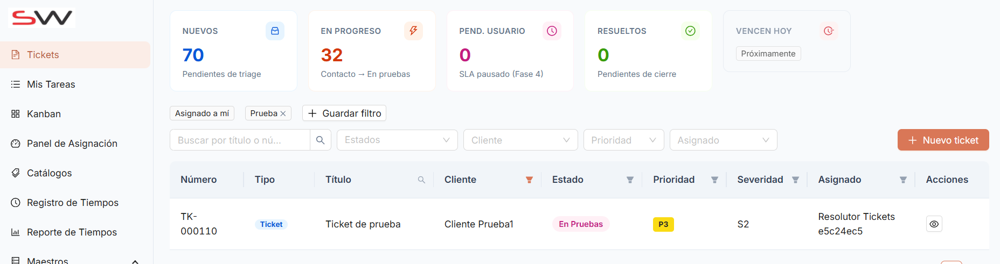 SW
Tickets
Mis Tareas
Kanban
Panel de Asignación
Catálogos
Registro de Tiempos
Reporte de Tiempos
Maestros
NUEVOS
70
Pendientes de triage
EN PROGRESO
32
Contacto → En pruebas
PEND. USUARIO
0
SLA pausado (Fase 4)
RESUELTOS
0
Pendientes de cierre
VENCEN HOY
Próximamente
Asignado a mí
Prueba
Guardar filtro
Buscar por título o nú...
Estados
Cliente
Prioridad
Asignado
Nuevo ticket
Número
Tipo
Título
Cliente
Estado
Prioridad
Severidad
Asignado
Acciones
TK-
000110
Ticket
Ticket de prueba
Cliente Prueba1
En Pruebas
P3
S2
Resolutor Tickets
e5c24ec5